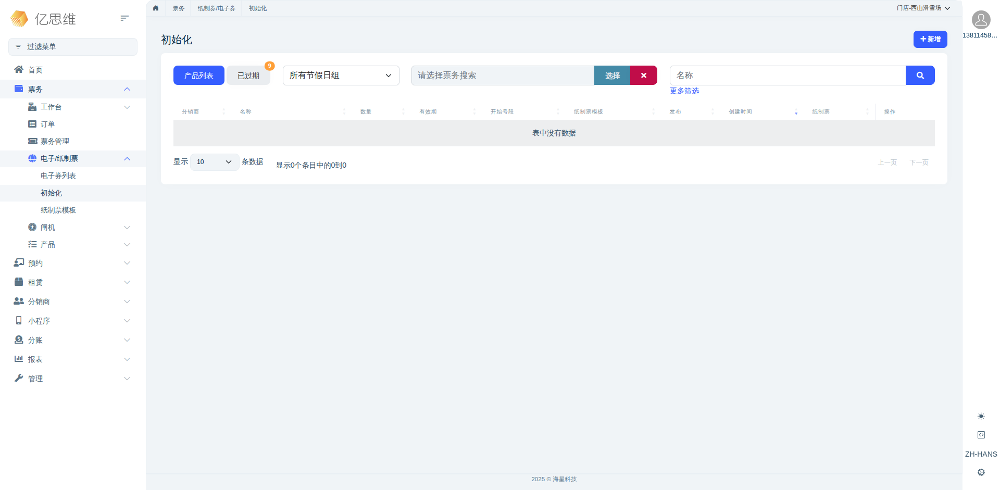 亿思维
过滤菜单
首页
票务
工作台
订单
票务管理
电子/纸制票
电子券列表
初始化
纸制票模板
闸机
产品
预约
租赁
分销商
小程序
分账
报表
管理
票务 纸制券/电子券 初始化
门店-西山滑雪场
初始化
新增
产品列表 已过期 9 所有节假日组 请选择票务搜索 选择 名称
更多筛选
分销商 名称 数量 有效期 开始号段 纸制票模板 发布 创建时间 纸制票 操作
表中没有数据
显示 10 条数据 显示0个条目中的0到0 上一页 下一页
2025 © 海星科技
13811458...
ZH-HANS